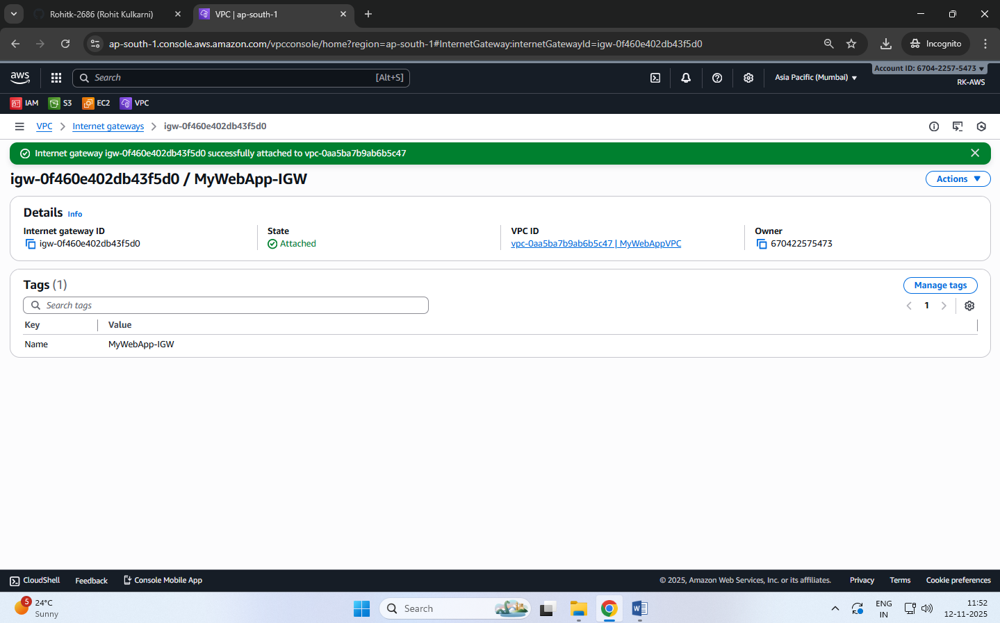 Rohitk-2686 (Rohit Kulkarni)
VPC | ap-south-1
ap-south-1.console.aws.amazon.com/vpcconsole/home?region=ap-south-1#InternetGateway:internetGatewayId=igw-0f460e402db43f5d0
Incognito
aws
Search [Alt+S]
Asia Pacific (Mumbai)
Account ID: 6704-2257-5473
RK-AWS
IAM S3 EC2 VPC
VPC Internet gateways igw-0f460e402db43f5d0
Internet gateway igw-0f460e402db43f5d0 successfully attached to vpc-0aa5ba7b9ab6b5c47
igw-0f460e402db43f5d0 / MyWebApp-IGW
Actions
Details Info
Internet gateway ID
igw-0f460e402db43f5d0
State
Attached
VPC ID
vpc-0aa5ba7b9ab6b5c47 | MyWebAppVPC
Owner
670422575473
Tags (1)
Manage tags
Search tags
1
Key Value
Name MyWebApp-IGW
CloudShell Feedback Console Mobile App
© 2025, Amazon Web Services, Inc. or its affiliates. Privacy Terms Cookie preferences
5
24°C
Sunny
Search
W
ENG
IN
11:52
12-11-2025